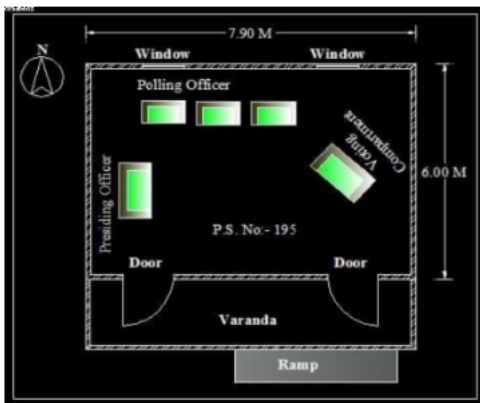 7.90 M
N
Window
Window
Polling Officer
Voting
Compartment
6.00 M
Presiding Officer
P.S. No:- 195
Door
Door
Varanda
Ramp